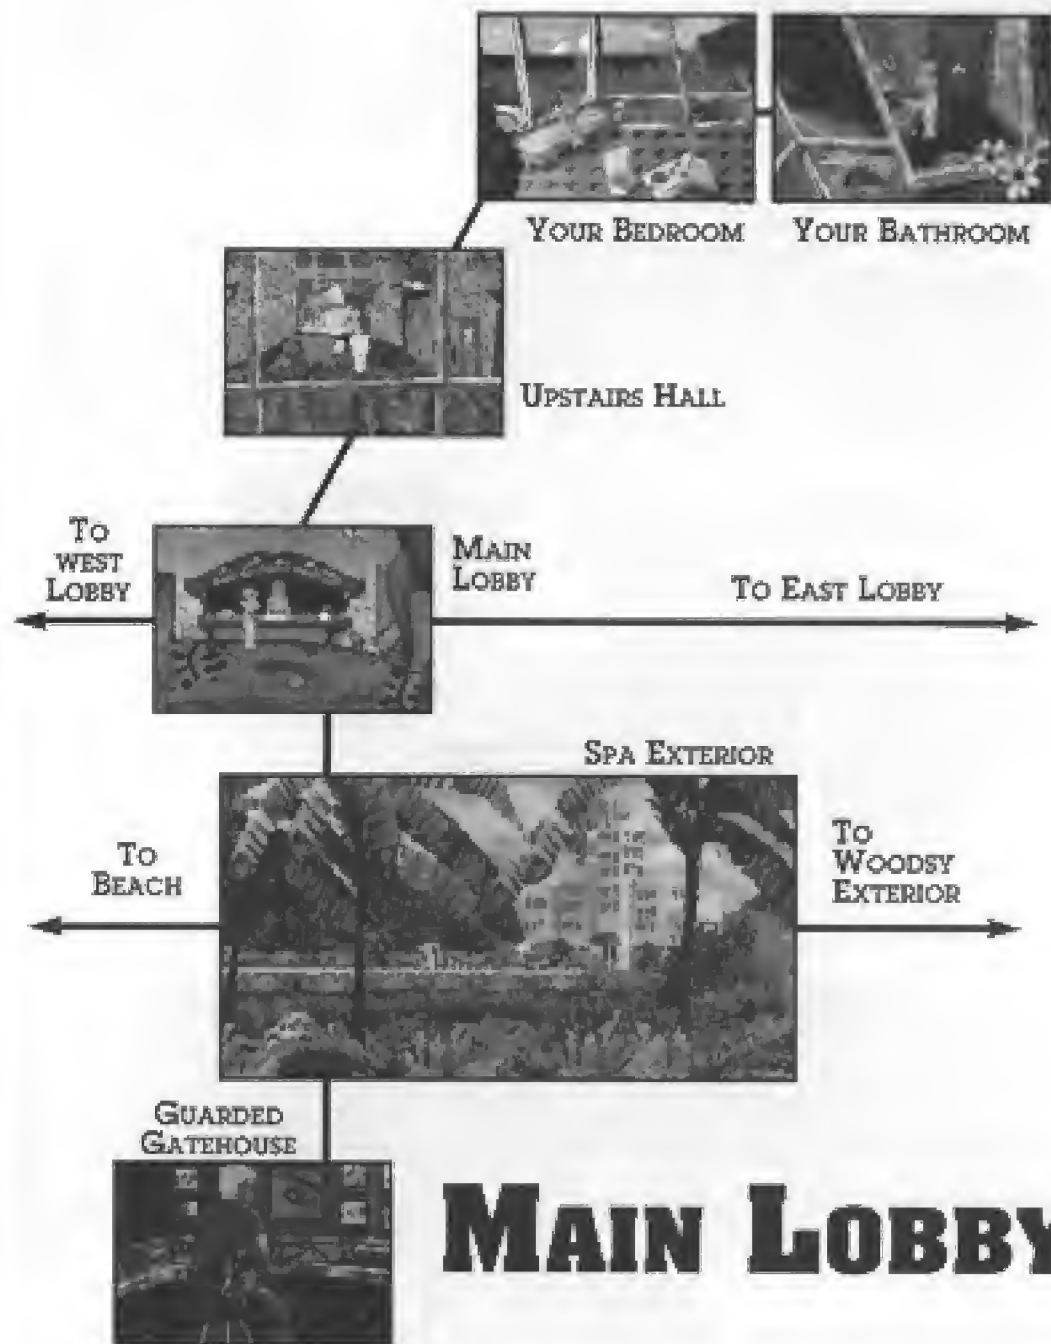 YOUR BEDROOM
YOUR BATHROOM
UPSTAIRS HALL
TO
WEST
LOBBY
MAIN
LOBBY
TO EAST LOBBY
SPA EXTERIOR
TO
BEACH
TO
WOODSY
EXTERIOR
GUARDED
GATEHOUSE
MAIN LOBBY